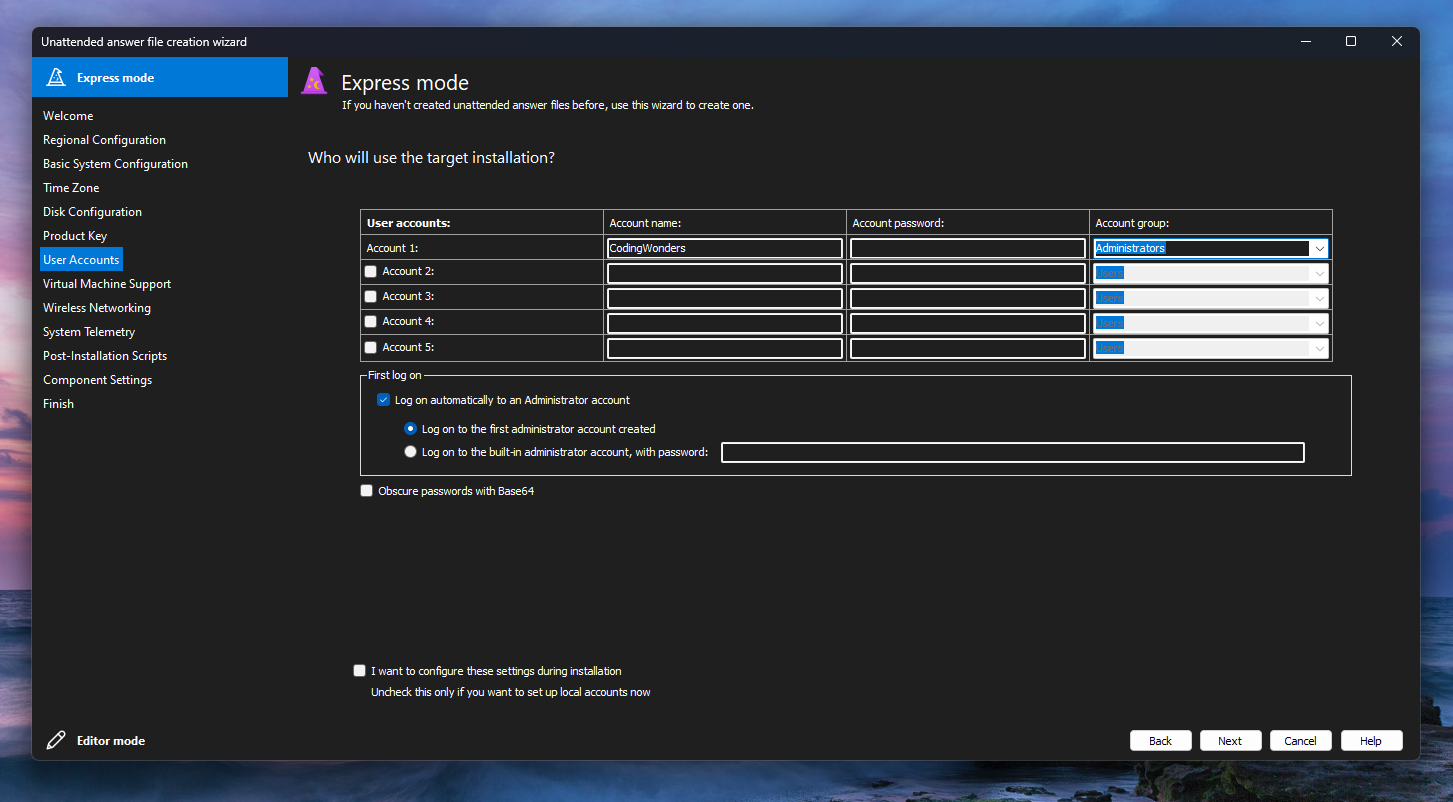 Unattended answer file creation wizard
Express mode
Welcome
Regional Configuration
Basic System Configuration
Time Zone
Disk Configuration
Product Key
User Accounts
Virtual Machine Support
Wireless Networking
System Telemetry
Post-Installation Scripts
Component Settings
Finish
Editor mode
Express mode
If you haven't created unattended answer files before, use this wizard to create one.
Who will use the target installation?
User accounts: Account name: Account password: Account group:
Account 1: CodingWonders Administrators
Account 2: Users
Account 3: Users
Account 4: Users
Account 5: Users
First log on
Log on automatically to an Administrator account
Log on to the first administrator account created
Log on to the built-in administrator account, with password:
Obscure passwords with Base64
I want to configure these settings during installation
Uncheck this only if you want to set up local accounts now
Back Next Cancel Help